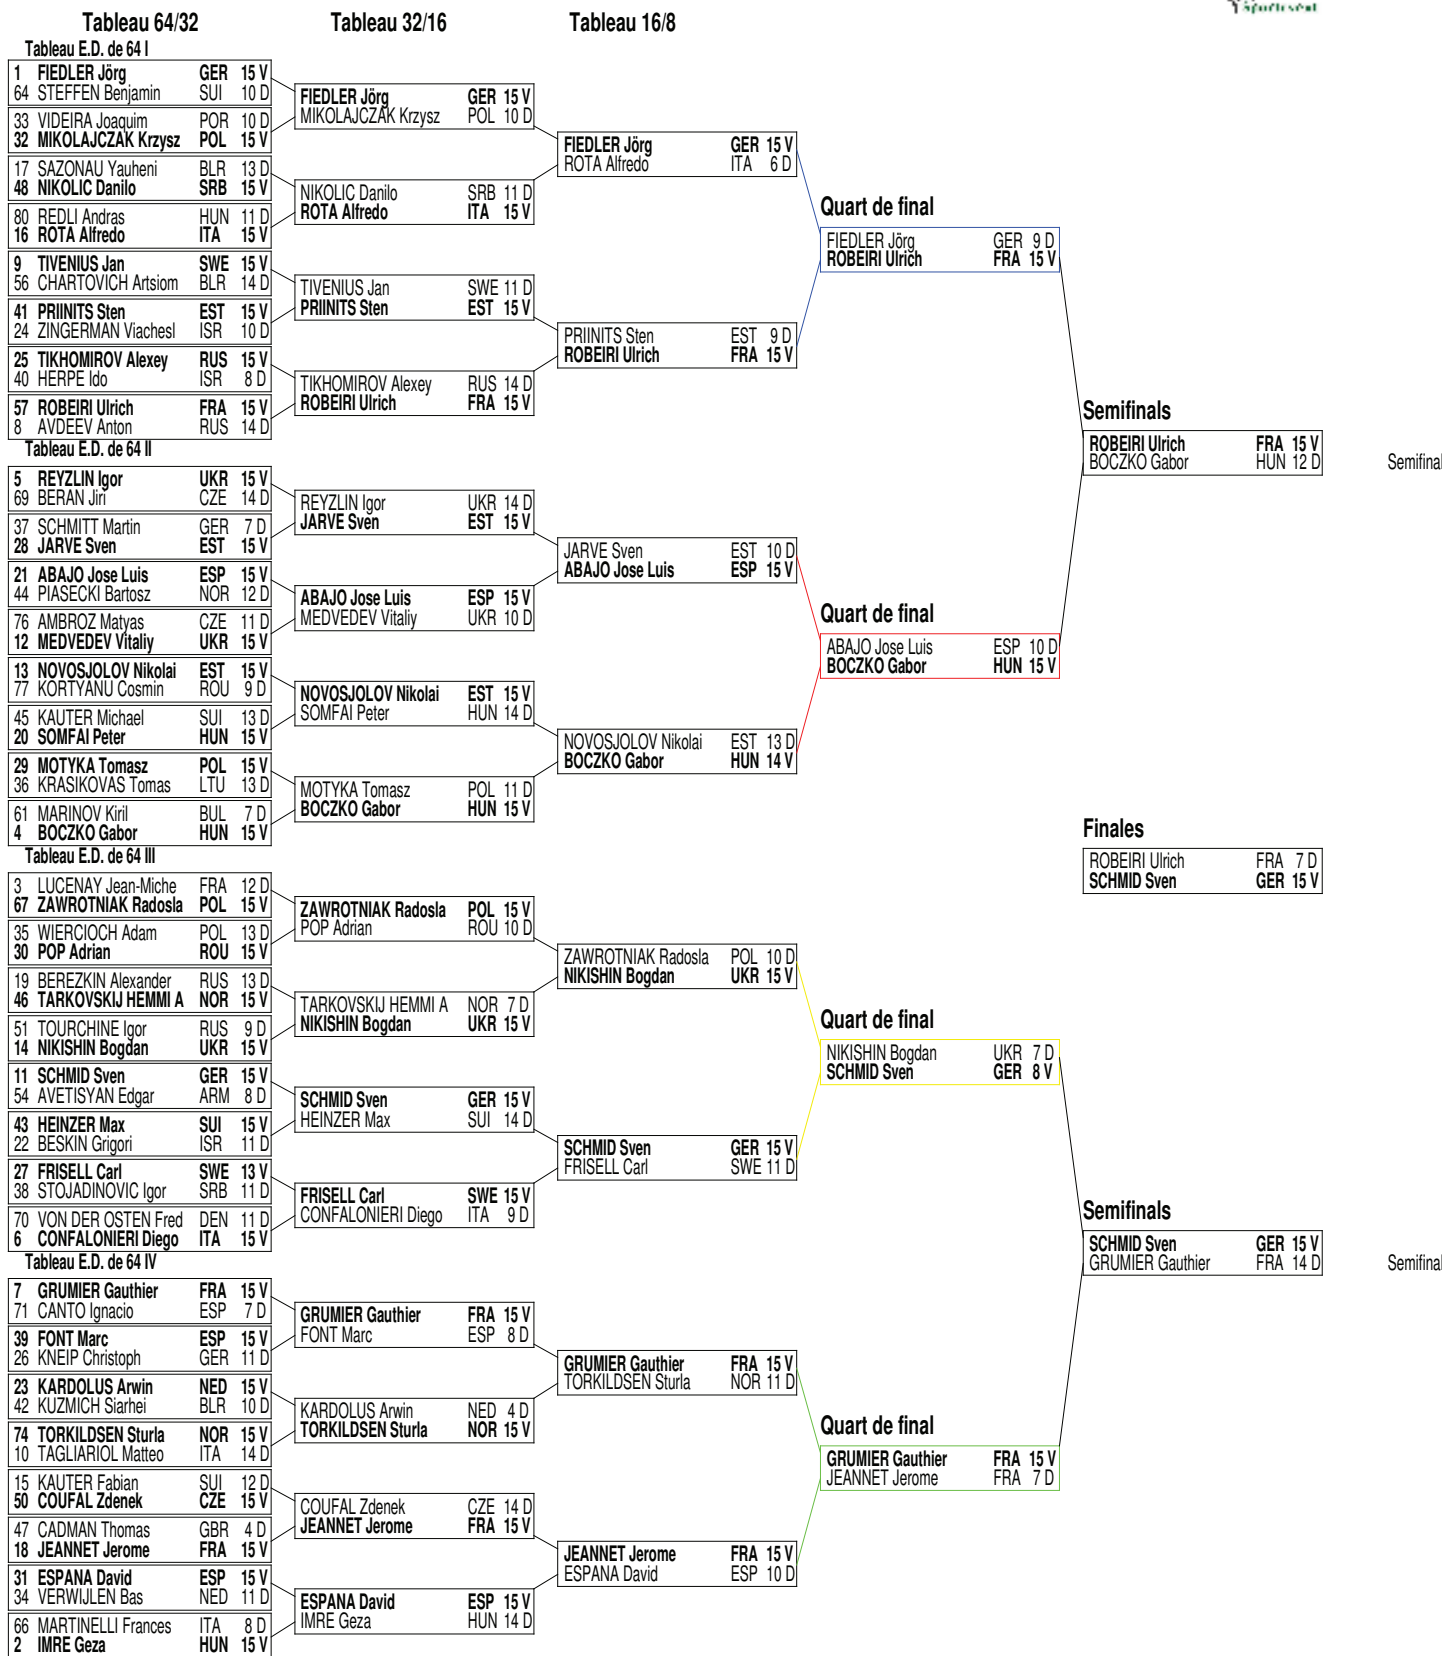 Tableau 64/32
Tableau 32/16
Tableau 16/8
Tableau E.D. de 64 I
1 FIEDLER Jörg GER 15 V
64 STEFFEN Benjamin SUI 10 D
33 VIDEIRA Joaquim POR 10 D
32 MIKOLAJCZAK Krzysz POL 15 V
17 SAZONAU Yauheni BLR 13 D
48 NIKOLIC Danilo SRB 15 V
80 REDLI Andras HUN 11 D
16 ROTA Alfredo ITA 15 V
9 TIVENIUS Jan SWE 15 V
56 CHARTOVICH Artsiom BLR 14 D
41 PRIINITS Sten EST 15 V
24 ZINGERMAN Viachesl ISR 10 D
25 TIKHOMIROV Alexey RUS 15 V
40 HERPE Ido ISR 8 D
57 ROBEIRI Ulrich FRA 15 V
8 AVDEEV Anton RUS 14 D
Tableau E.D. de 64 II
5 REYZLIN Igor UKR 15 V
69 BERAN Jiri CZE 14 D
37 SCHMITT Martin GER 7 D
28 JARVE Sven EST 15 V
21 ABAJO Jose Luis ESP 15 V
44 PIASECKI Bartosz NOR 12 D
76 AMBROZ Matyas CZE 11 D
12 MEDVEDEV Vitaliy UKR 15 V
13 NOVOSJOLOV Nikolai EST 15 V
77 KORTYANU Cosmin ROU 9 D
45 KAUTER Michael SUI 13 D
20 SOMFAI Peter HUN 15 V
29 MOTYKA Tomasz POL 15 V
36 KRASIKOVAS Tomas LTU 13 D
61 MARINOV Kiril BUL 7 D
4 BOCZKO Gabor HUN 15 V
Tableau E.D. de 64 III
3 LUCENAY Jean-Miche FRA 12 D
67 ZAWROTNIAK Radosla POL 15 V
35 WIERCIOCH Adam POL 13 D
30 POP Adrian ROU 15 V
19 BEREZKIN Alexander RUS 13 D
46 TARKOVSKIJ HEMMI A NOR 15 V
51 TOURCHINE Igor RUS 9 D
14 NIKISHIN Bogdan UKR 15 V
11 SCHMID Sven GER 15 V
54 AVETISYAN Edgar ARM 8 D
43 HEINZER Max SUI 15 V
22 BESKIN Grigori ISR 11 D
27 FRISELL Carl SWE 13 V
38 STOJADINOVIC Igor SRB 11 D
70 VON DER OSTEN Fred DEN 11 D
6 CONFALONIERI Diego ITA 15 V
Tableau E.D. de 64 IV
7 GRUMIER Gauthier FRA 15 V
71 CANTO Ignacio ESP 7 D
39 FONT Marc ESP 15 V
26 KNEIP Christoph GER 11 D
23 KARDOLUS Arwin NED 15 V
42 KUZMICH Siarhei BLR 10 D
74 TORKILDSEN Sturla NOR 15 V
10 TAGLIARIOL Matteo ITA 14 D
15 KAUTER Fabian SUI 12 D
50 COUFAL Zdenek CZE 15 V
47 CADMAN Thomas GBR 4 D
18 JEANNET Jerome FRA 15 V
31 ESPANA David ESP 15 V
34 VERWIJLEN Bas NED 11 D
66 MARTINELLI Frances ITA 8 D
2 IMRE Geza HUN 15 V
FIEDLER Jörg GER 15 V
MIKOLAJCZAK Krzysz POL 10 D
NIKOLIC Danilo SRB 11 D
ROTA Alfredo ITA 15 V
TIVENIUS Jan SWE 11 D
PRIINITS Sten EST 15 V
TIKHOMIROV Alexey RUS 14 D
ROBEIRI Ulrich FRA 15 V
REYZLIN Igor UKR 14 D
JARVE Sven EST 15 V
ABAJO Jose Luis ESP 15 V
MEDVEDEV Vitaliy UKR 10 D
NOVOSJOLOV Nikolai EST 15 V
SOMFAI Peter HUN 14 D
MOTYKA Tomasz POL 11 D
BOCZKO Gabor HUN 15 V
ZAWROTNIAK Radosla POL 15 V
POP Adrian ROU 10 D
TARKOVSKIJ HEMMI A NOR 7 D
NIKISHIN Bogdan UKR 15 V
SCHMID Sven GER 15 V
HEINZER Max SUI 14 D
FRISELL Carl SWE 15 V
CONFALONIERI Diego ITA 9 D
GRUMIER Gauthier FRA 15 V
FONT Marc ESP 8 D
KARDOLUS Arwin NED 4 D
TORKILDSEN Sturla NOR 15 V
COUFAL Zdenek CZE 14 D
JEANNET Jerome FRA 15 V
ESPANA David ESP 15 V
IMRE Geza HUN 14 D
FIEDLER Jörg GER 15 V
ROTA Alfredo ITA 6 D
PRIINITS Sten EST 9 D
ROBEIRI Ulrich FRA 15 V
JARVE Sven EST 10 D
ABAJO Jose Luis ESP 15 V
NOVOSJOLOV Nikolai EST 13 D
BOCZKO Gabor HUN 14 V
ZAWROTNIAK Radosla POL 10 D
NIKISHIN Bogdan UKR 15 V
SCHMID Sven GER 15 V
FRISELL Carl SWE 11 D
GRUMIER Gauthier FRA 15 V
TORKILDSEN Sturla NOR 11 D
JEANNET Jerome FRA 15 V
ESPANA David ESP 10 D
Quart de final
FIEDLER Jörg GER 9 D
ROBEIRI Ulrich FRA 15 V
Quart de final
ABAJO Jose Luis ESP 10 D
BOCZKO Gabor HUN 15 V
Quart de final
NIKISHIN Bogdan UKR 7 D
SCHMID Sven GER 8 V
Quart de final
GRUMIER Gauthier FRA 15 V
JEANNET Jerome FRA 7 D
Semifinals
ROBEIRI Ulrich FRA 15 V
BOCZKO Gabor HUN 12 D
Semifinal
Finales
ROBEIRI Ulrich FRA 7 D
SCHMID Sven GER 15 V
Semifinals
SCHMID Sven GER 15 V
GRUMIER Gauthier FRA 14 D
Semifinal